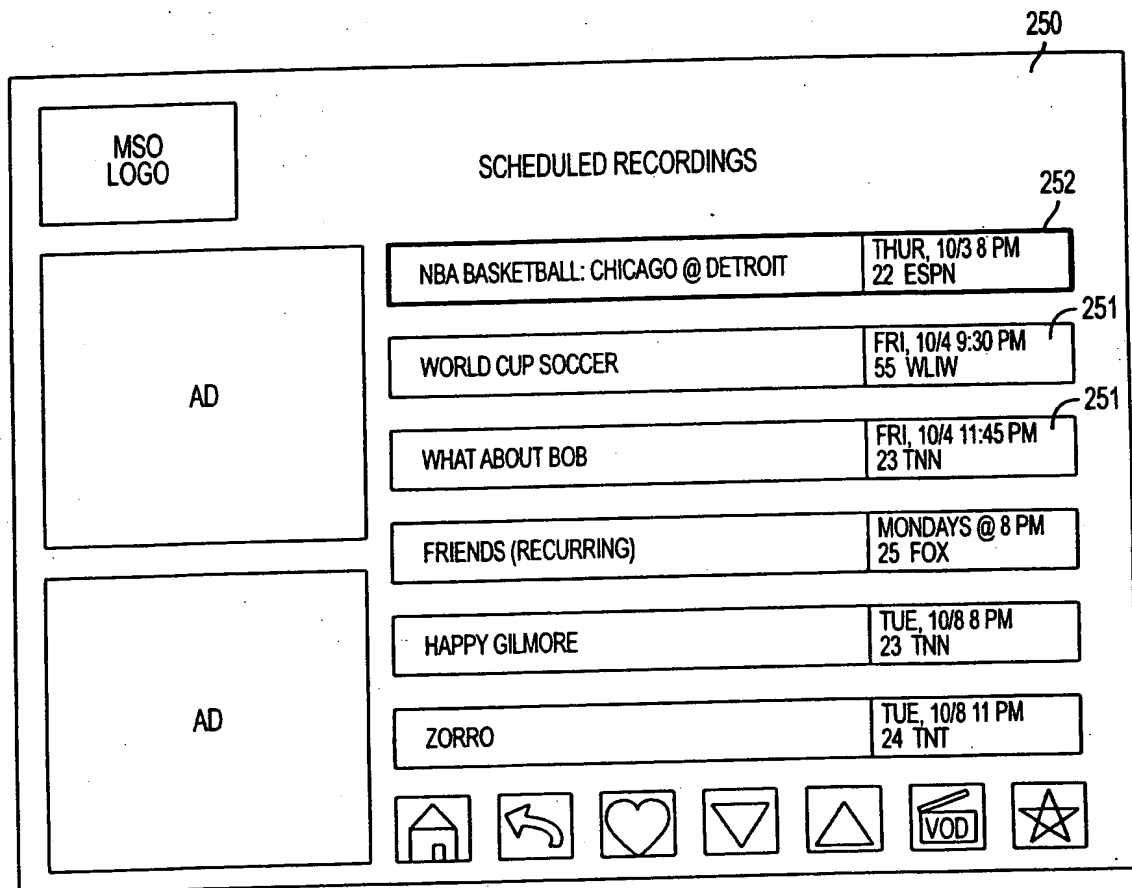 250
MSO
LOGO
SCHEDULED RECORDINGS
252
NBA BASKETBALL: CHICAGO @ DETROIT
THUR, 10/3 8 PM
22 ESPN
251
WORLD CUP SOCCER
FRI, 10/4 9:30 PM
55 WLIW
AD
251
WHAT ABOUT BOB
FRI, 10/4 11:45 PM
23 TNN
FRIENDS (RECURRING)
MONDAYS @ 8 PM
25 FOX
HAPPY GILMORE
TUE, 10/8 8 PM
23 TNN
AD
ZORRO
TUE, 10/8 11 PM
24 TNT
VOD